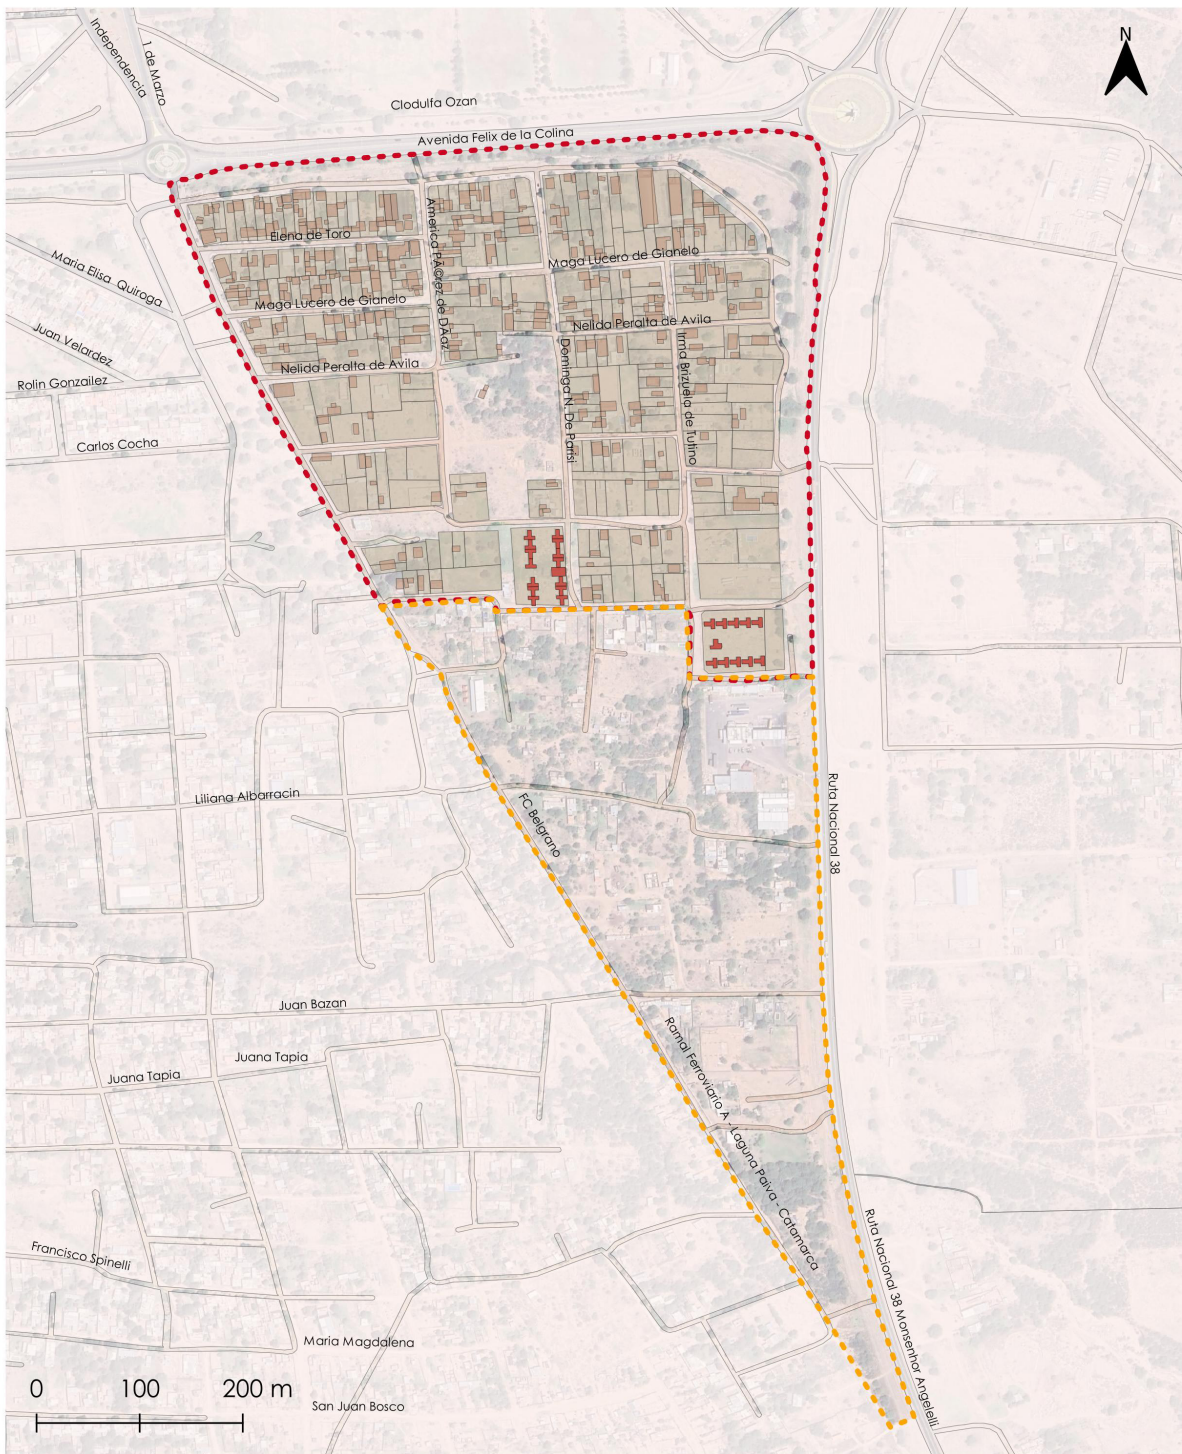 N
Independencia
1 de Marzo
Clodulfa Ozan
Avenida Felix de la Colina
America PÃ©rez de DÃ­az
Elena de Toro
Maga Lucero de Gianelo
Maria Elisa Quiroga
Maga Lucero de Gianelo
Nelida Peralta de Avila
Juan Velardez
Nelida Peralta de Avila
Dominga N. De Parisi
Irma Brizuela de Tutino
Rolin Gonzailez
Carlos Cocha
Liliana Albarracin
FC Belgrano
Ruta Nacional 38
Juan Bazan
Ramal Ferroviario A - Laguna Paiva - Catamarca
Juana Tapia
Juana Tapia
Ruta Nacional 38 Monsenhor Angelelli
Francisco Spinelli
Maria Magdalena
San Juan Bosco
0 100 200 m